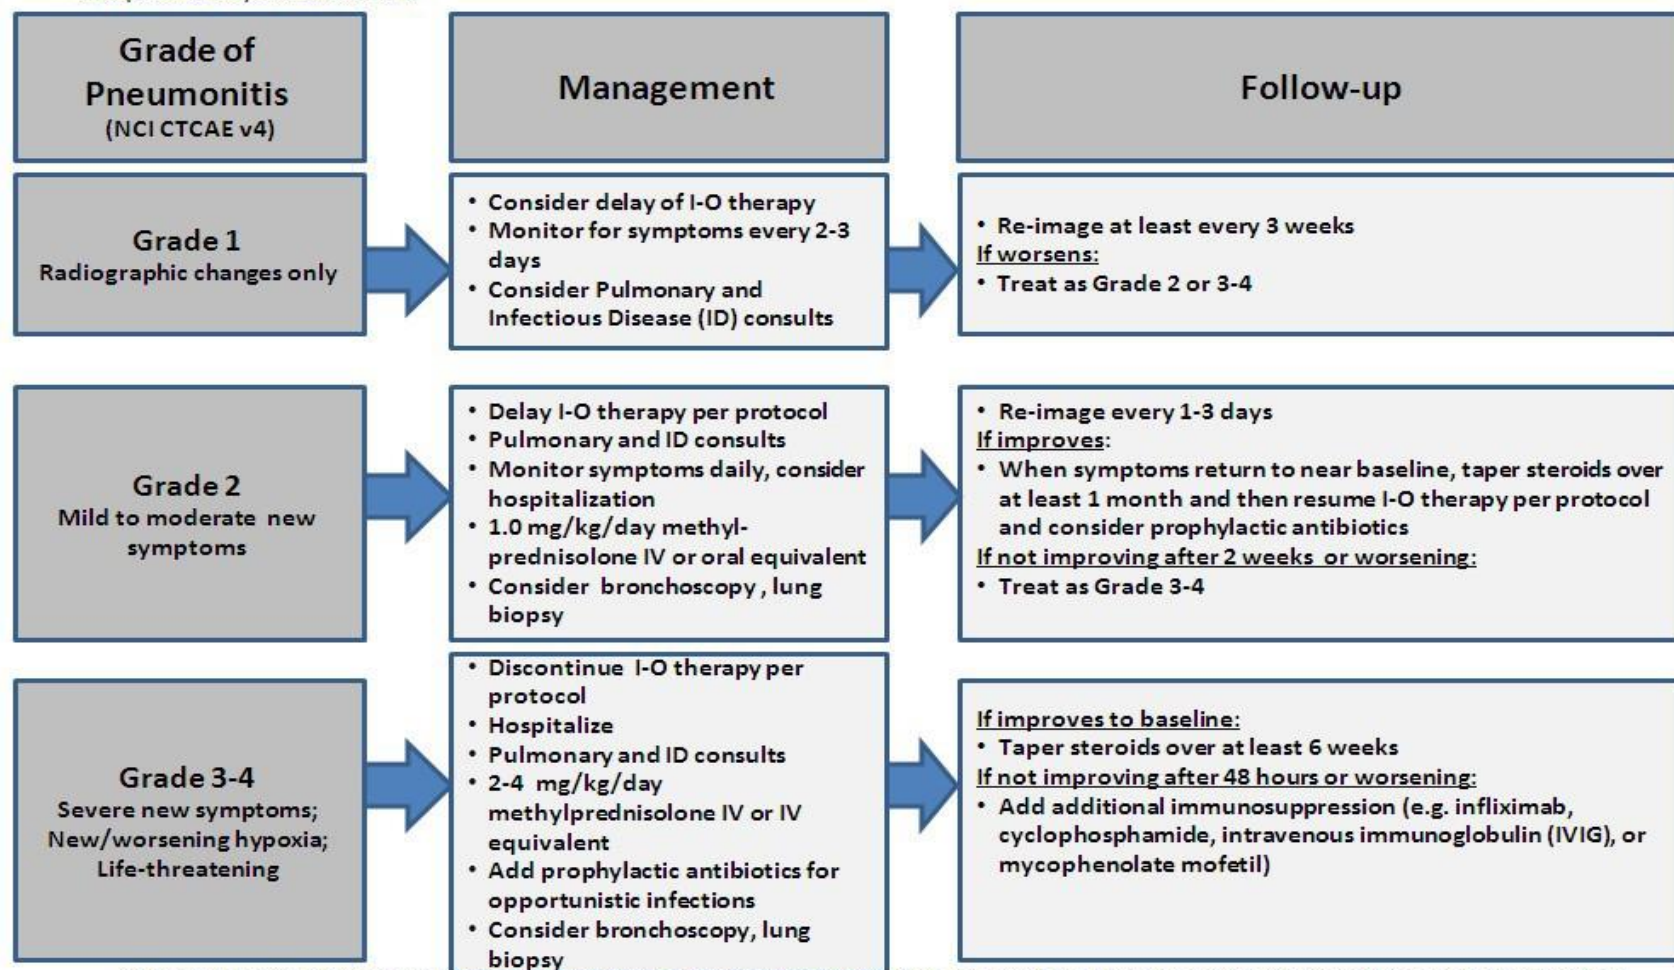 Grade of
Pneumonitis
(NCI CTCAE v4)
Management
Follow-up
Grade 1
Radiographic changes only
• Consider delay of I-O therapy
• Monitor for symptoms every 2-3
days
• Consider Pulmonary and
Infectious Disease (ID) consults
• Re-image at least every 3 weeks
If worsens:
• Treat as Grade 2 or 3-4
Grade 2
Mild to moderate new
symptoms
• Delay I-O therapy per protocol
• Pulmonary and ID consults
• Monitor symptoms daily, consider
hospitalization
• 1.0 mg/kg/day methyl-
prednisolone IV or oral equivalent
• Consider bronchoscopy, lung
biopsy
• Re-image every 1-3 days
If improves:
• When symptoms return to near baseline, taper steroids over
at least 1 month and then resume I-O therapy per protocol
and consider prophylactic antibiotics
If not improving after 2 weeks or worsening:
• Treat as Grade 3-4
Grade 3-4
Severe new symptoms;
New/worsening hypoxia;
Life-threatening
• Discontinue I-O therapy per
protocol
• Hospitalize
• Pulmonary and ID consults
• 2-4 mg/kg/day
methylprednisolone IV or IV
equivalent
• Add prophylactic antibiotics for
opportunistic infections
• Consider bronchoscopy, lung
biopsy
If improves to baseline:
• Taper steroids over at least 6 weeks
If not improving after 48 hours or worsening:
• Add additional immunosuppression (e.g. infliximab,
cyclophosphamide, intravenous immunoglobulin (IVIG), or
mycophenolate mofetil)